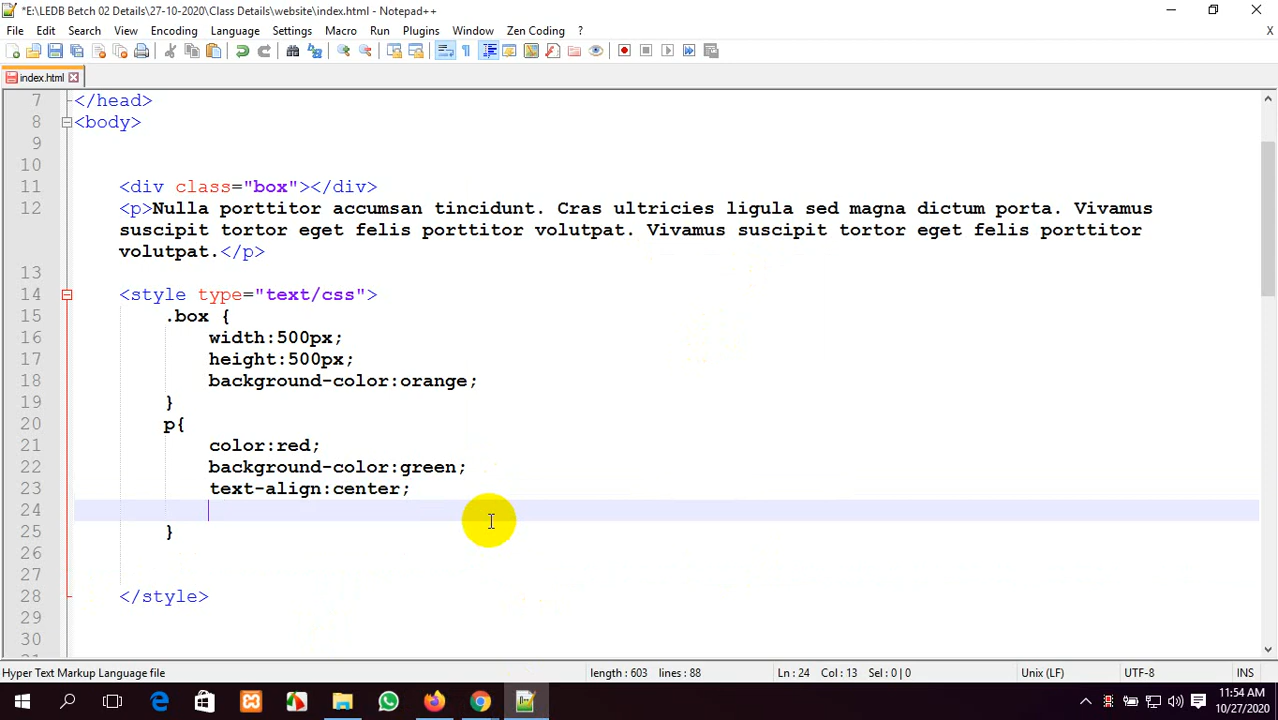 *E:\LEDB Betch 02 Details\27-10-2020\Class Details\website\index.html - Notepad++
File Edit Search View Encoding Language Settings Macro Run Plugins Window Zen Coding ? X
index.html
7 </head>
8 <body>
9
10
11 <div class="box"></div>
12 <p>Nulla porttitor accumsan tincidunt. Cras ultricies ligula sed magna dictum porta. Vivamus
suscipit tortor eget felis porttitor volutpat. Vivamus suscipit tortor eget felis porttitor
volutpat.</p>
13
14 <style type="text/css">
15 .box {
16 width:500px;
17 height:500px;
18 background-color:orange;
19 }
20 p{
21 color:red;
22 background-color:green;
23 text-align:center;
24
25 }
26
27
28 </style>
29
30
Hyper Text Markup Language file length : 603 lines : 88 Ln : 24 Col : 13 Sel : 0 | 0 Unix (LF) UTF-8 INS
11:54 AM
10/27/2020